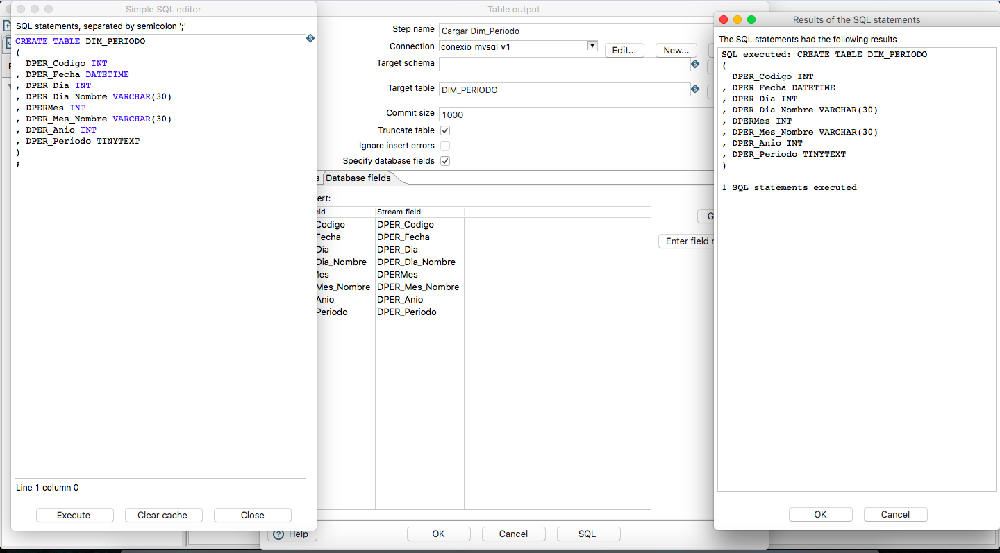 Simple SQL editor
SQL statements, separated by semicolon ';'
CREATE TABLE DIM_PERIODO
(
  DPER_Codigo INT
, DPER_Fecha DATETIME
, DPER_Dia INT
, DPER_Dia_Nombre VARCHAR(30)
, DPERMes INT
, DPER_Mes_Nombre VARCHAR(30)
, DPER_Anio INT
, DPER_Periodo TINYTEXT
)
;
Line 1 column 0
Execute Clear cache Close
Table output
Step name Cargar Dim_Periodo
Connection conexio_mysql_v1 Edit... New...
Target schema
Target table DIM_PERIODO
Commit size 1000
Truncate table
Ignore insert errors
Specify database fields
s Database fields
ert:
eld Stream field
Codigo DPER_Codigo
Fecha DPER_Fecha
Dia DPER_Dia
Dia_Nombre DPER_Dia_Nombre
Mes DPERMes
Mes_Nombre DPER_Mes_Nombre
Anio DPER_Anio
Periodo DPER_Periodo
G
Enter field
Help OK Cancel SQL
Results of the SQL statements
The SQL statements had the following results
SQL executed: CREATE TABLE DIM_PERIODO
(
  DPER_Codigo INT
, DPER_Fecha DATETIME
, DPER_Dia INT
, DPER_Dia_Nombre VARCHAR(30)
, DPERMes INT
, DPER_Mes_Nombre VARCHAR(30)
, DPER_Anio INT
, DPER_Periodo TINYTEXT
)
1 SQL statements executed
OK Cancel